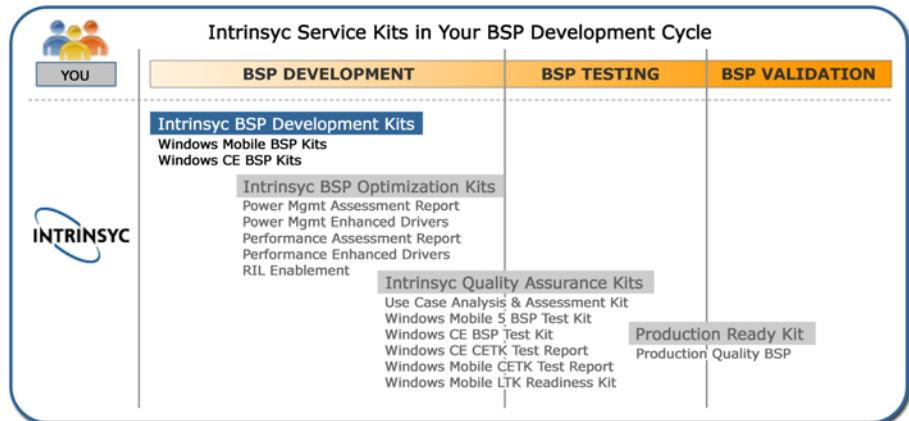 Intrinsyc Service Kits in Your BSP Development Cycle
YOU
BSP DEVELOPMENT
BSP TESTING
BSP VALIDATION
Intrinsyc BSP Development Kits
Windows Mobile BSP Kits
Windows CE BSP Kits
INTRINSYC
Intrinsyc BSP Optimization Kits
Power Mgmt Assessment Report
Power Mgmt Enhanced Drivers
Performance Assessment Report
Performance Enhanced Drivers
RIL Enablement
Intrinsyc Quality Assurance Kits
Use Case Analysis & Assessment Kit
Windows Mobile 5 BSP Test Kit
Windows CE BSP Test Kit
Windows CE CETK Test Report
Windows Mobile CETK Test Report
Windows Mobile LTK Readiness Kit
Production Ready Kit
Production Quality BSP